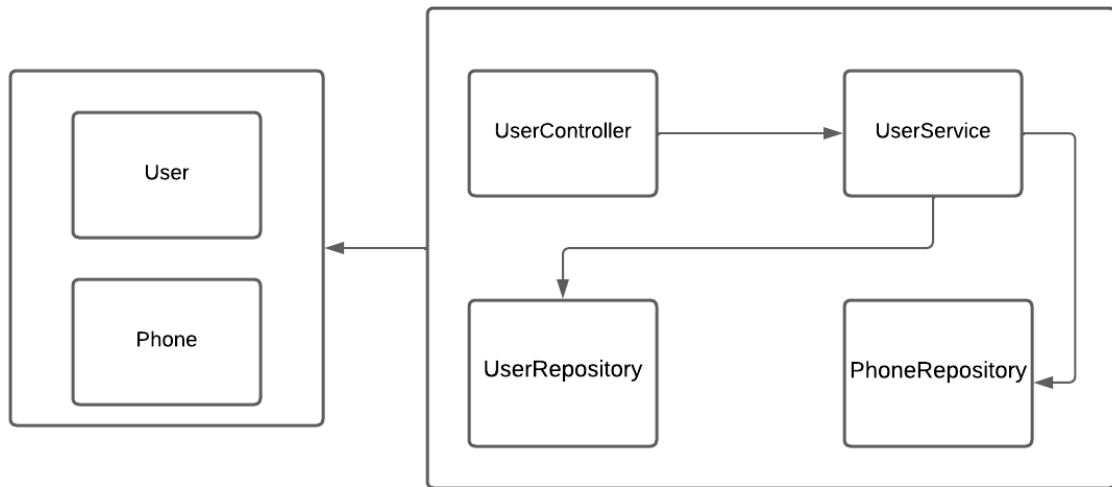 User
Phone
UserController
UserService
UserRepository
PhoneRepository